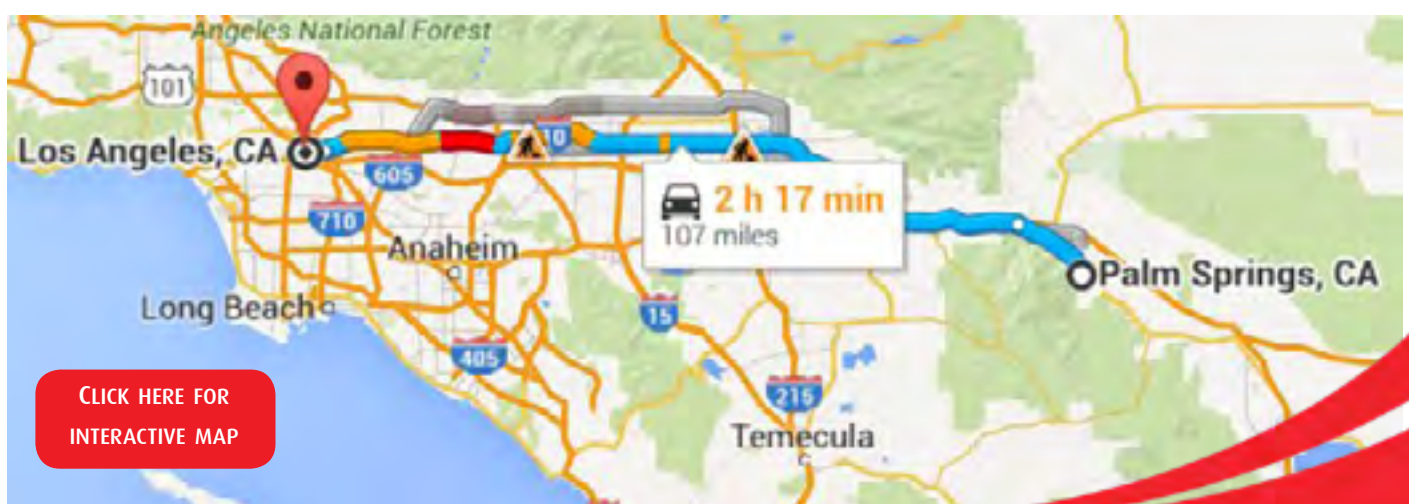 Angeles National Forest
101
Los Angeles, CA
10
605
2 h 17 min
107 miles
710
Anaheim
Palm Springs, CA
Long Beach
15
405
CLICK HERE FOR
INTERACTIVE MAP
215
Temecula